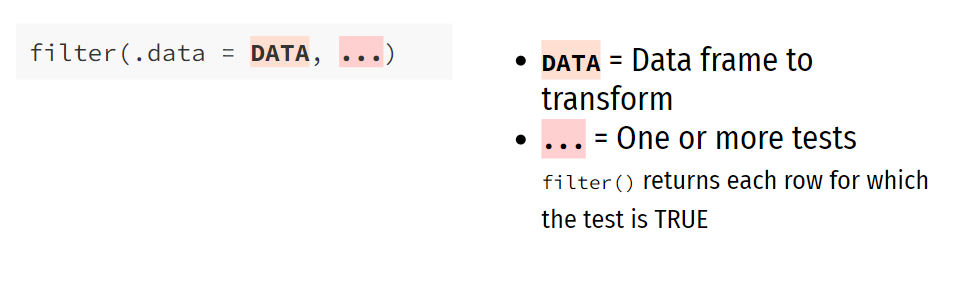 filter(.data = DATA, ...)
• DATA = Data frame to
transform
• ... = One or more tests
filter() returns each row for which
the test is TRUE